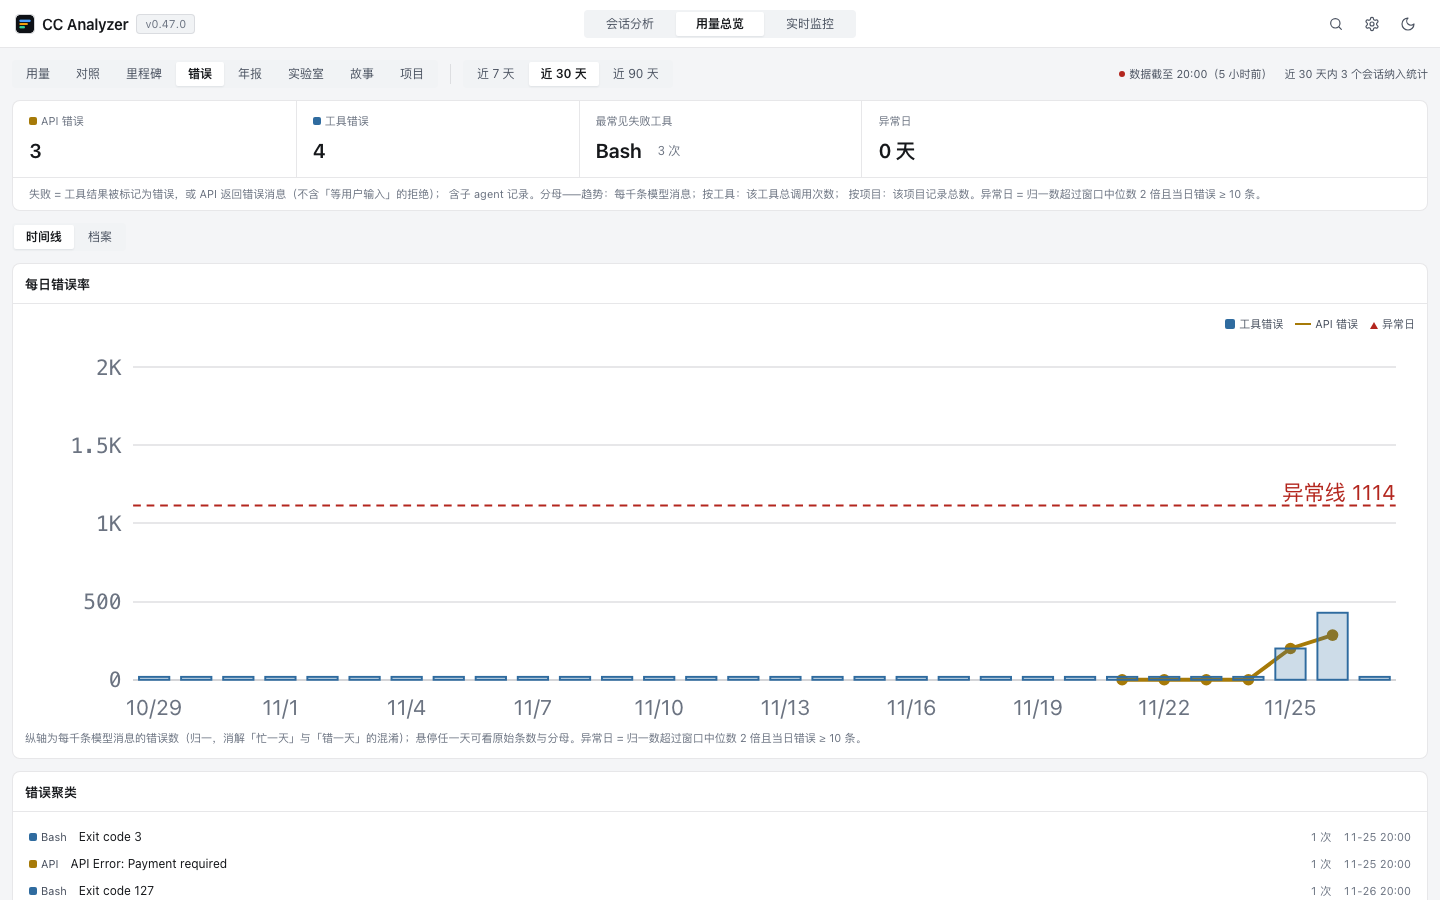 CC Analyzer v0.47.0 会话分析 用量总览 实时监控
用量 对照 里程碑 错误 年报 实验室 故事 项目 近 7 天 近 30 天 近 90 天 数据截至 20:00（5 小时前） 近 30 天内 3 个会话纳入统计
API 错误 工具错误 最常见失败工具 异常日
3 4 Bash 3 次 0 天
失败 = 工具结果被标记为错误，或 API 返回错误消息（不含「等用户输入」的拒绝）； 含子 agent 记录。分母——趋势：每千条模型消息；按工具：该工具总调用次数； 按项目：该项目记录总数。异常日 = 归一数超过窗口中位数 2 倍且当日错误 ≥ 10 条。
时间线 档案
每日错误率
工具错误 API 错误 异常日
2K
1.5K
异常线 1114
1K
500
0
10/29 11/1 11/4 11/7 11/10 11/13 11/16 11/19 11/22 11/25
纵轴为每千条模型消息的错误数（归一，消解「忙一天」与「错一天」的混淆）；悬停任一天可看原始条数与分母。异常日 = 归一数超过窗口中位数 2 倍且当日错误 ≥ 10 条。
错误聚类
Bash Exit code 3 1 次 11-25 20:00
API API Error: Payment required 1 次 11-25 20:00
Bash Exit code 127 1 次 11-26 20:00